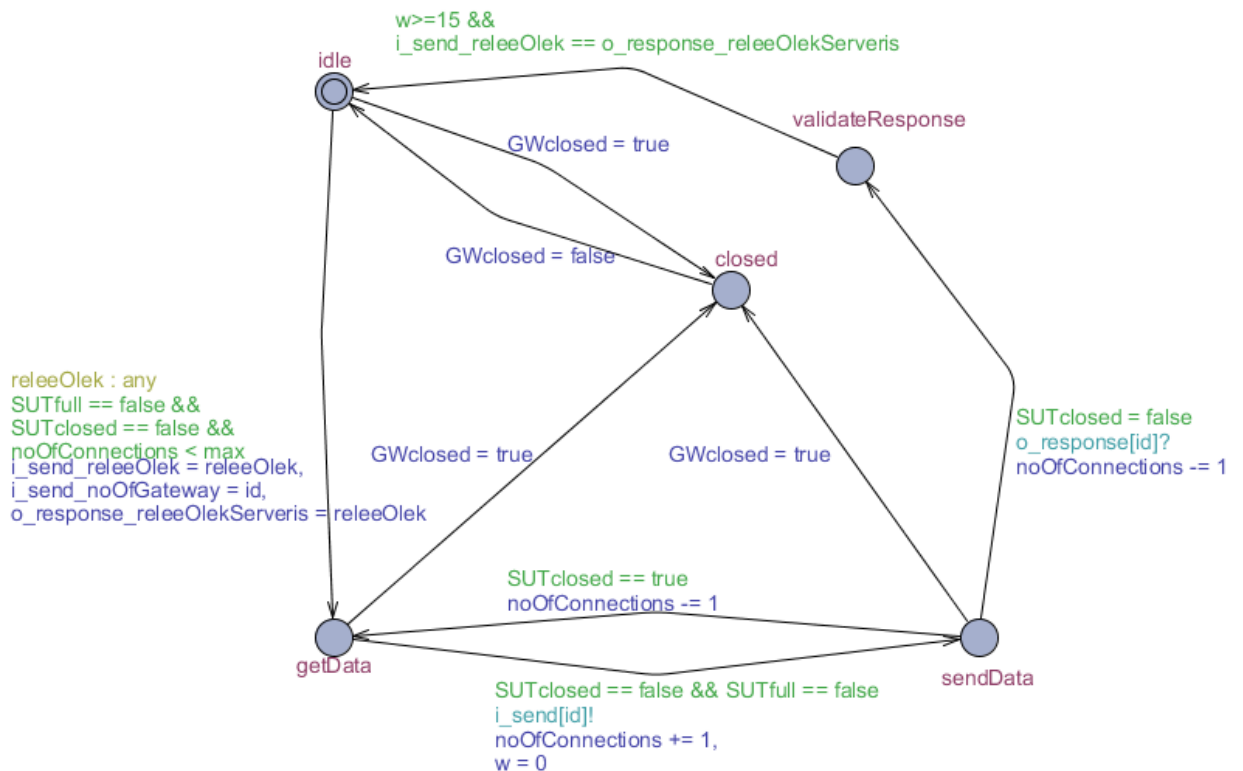 w>=15 &&
i_send_releeOlek == o_response_releeOlekServeris
idle
validateResponse
GWclosed = true
GWclosed = false
closed
releeOlek : any
SUTfull == false &&
SUTclosed == false &&
noOfConnections < max
i_send_releeOlek = releeOlek,
i_send_noOfGateway = id,
o_response_releeOlekServeris = releeOlek
GWclosed = true
GWclosed = true
SUTclosed = false
o_response[id]?
noOfConnections -= 1
SUTclosed == true
noOfConnections -= 1
getData
sendData
SUTclosed == false && SUTfull == false
i_send[id]!
noOfConnections += 1,
w = 0